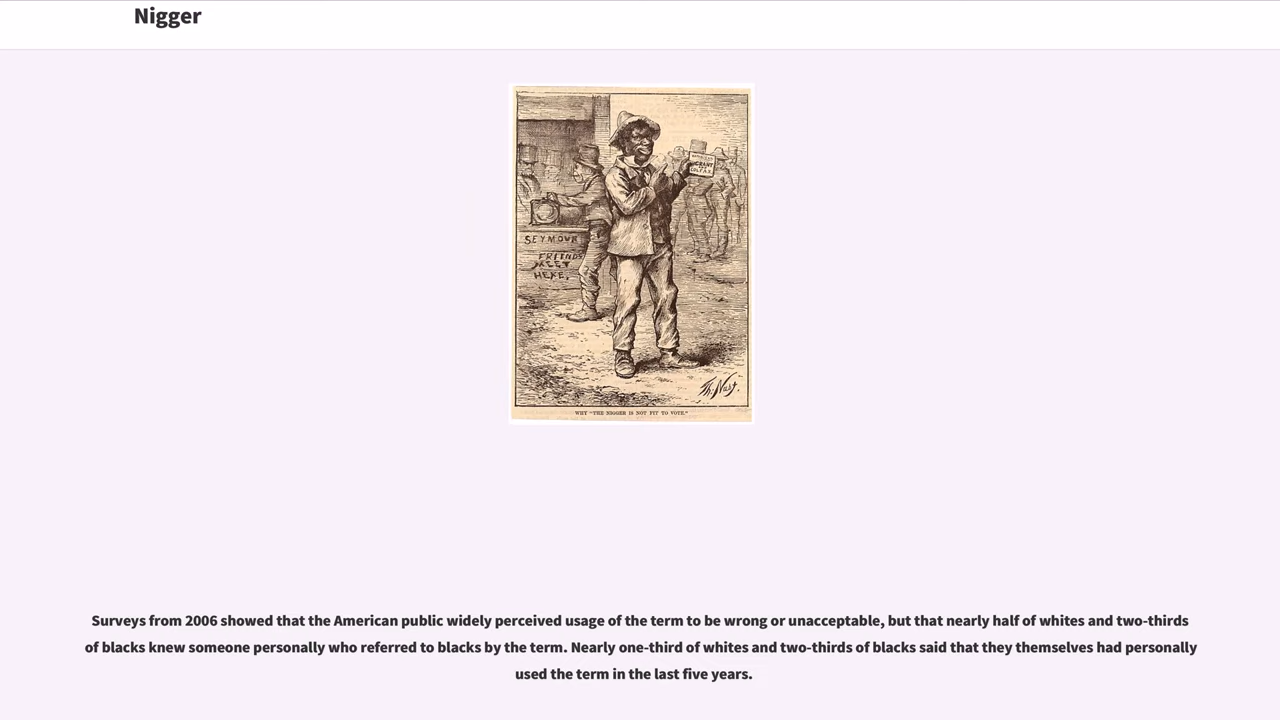 Nigger
GRANT
SEYMOUR
FRIENDS
MEET
HERE.
Th. Nast.
WHY "THE NIGGER IS NOT FIT TO VOTE."
Surveys from 2006 showed that the American public widely perceived usage of the term to be wrong or unacceptable, but that nearly half of whites and two-thirds
of blacks knew someone personally who referred to blacks by the term. Nearly one-third of whites and two-thirds of blacks said that they themselves had personally
used the term in the last five years.